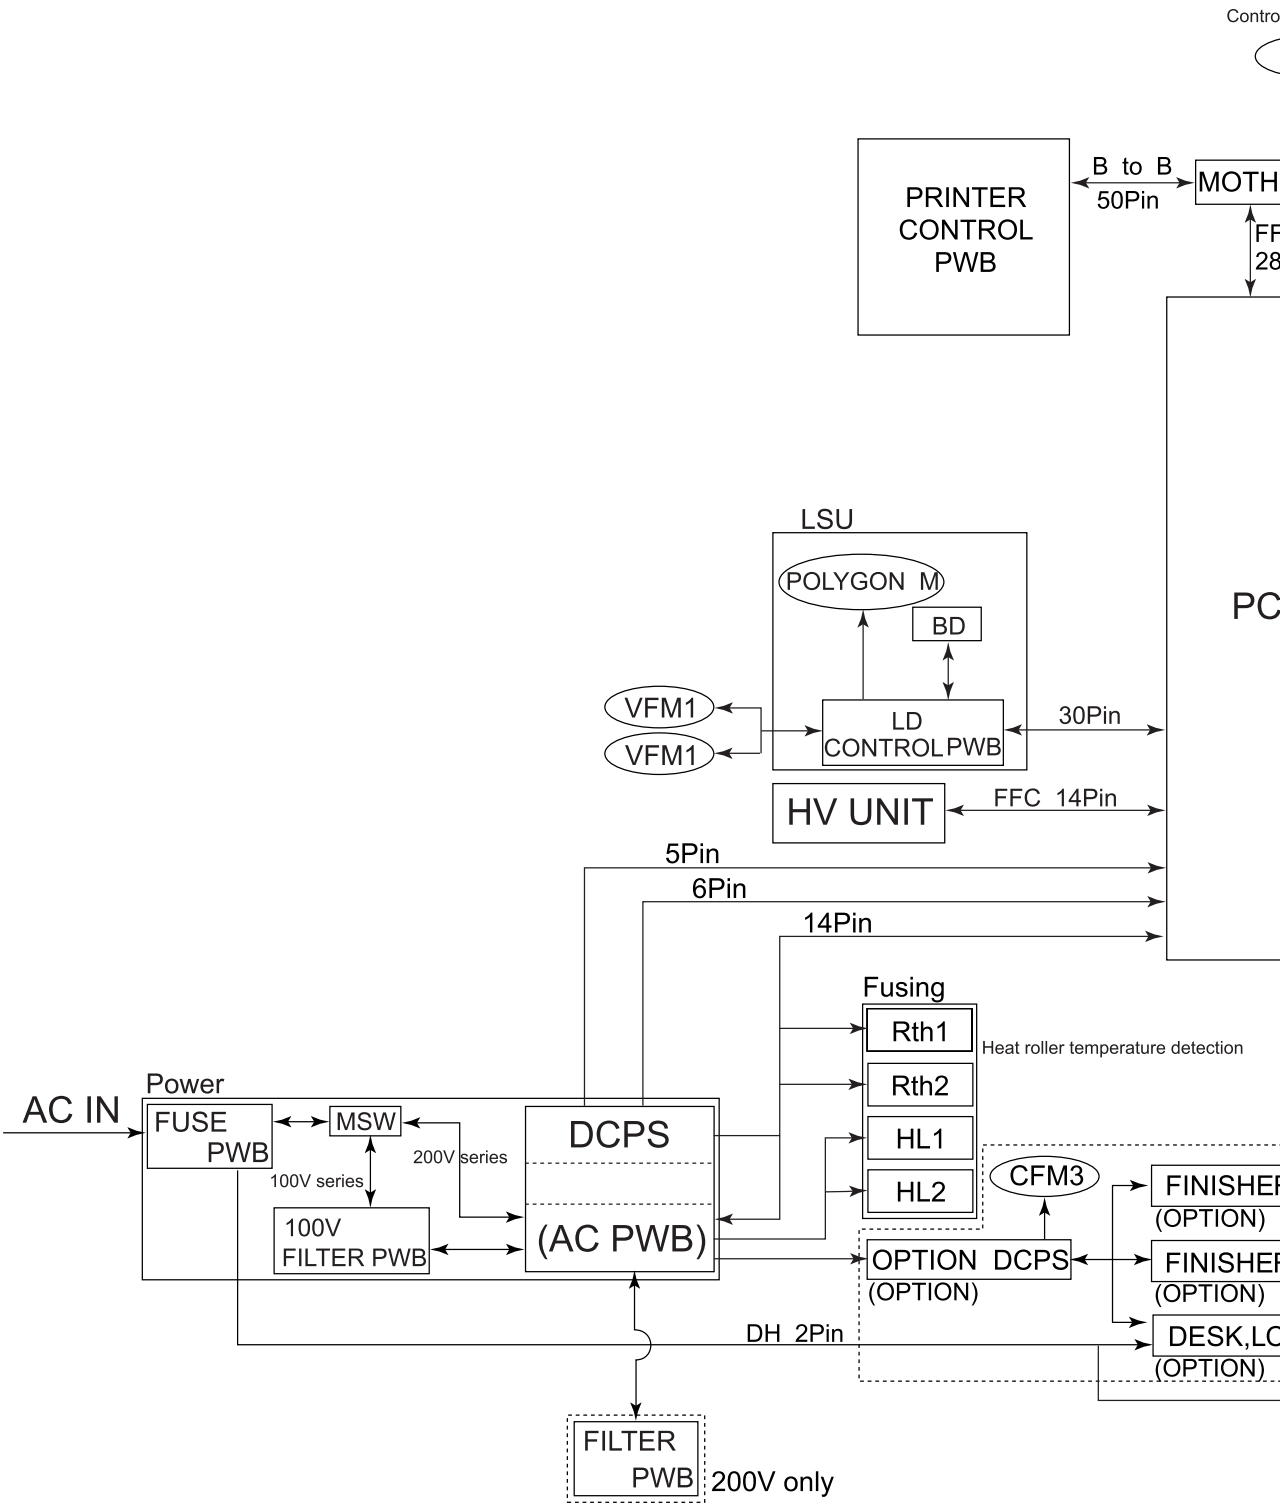 Contro
B to B
50Pin
MOTH
PRINTER
CONTROL
PWB
FF
28
LSU
POLYGON M
BD
PC
VFM1
VFM1
LD
CONTROL PWB
30Pin
HV UNIT
FFC 14Pin
5Pin
6Pin
14Pin
Fusing
Rth1
Heat roller temperature detection
Rth2
HL1
HL2
Power
AC IN
FUSE
PWB
MSW
200V series
100V series
100V
FILTER PWB
DCPS
(AC PWB)
CFM3
FINISHER
(OPTION)
OPTION DCPS
(OPTION)
FINISHER
(OPTION)
DH 2Pin
DESK,LC
(OPTION)
FILTER
PWB
200V only